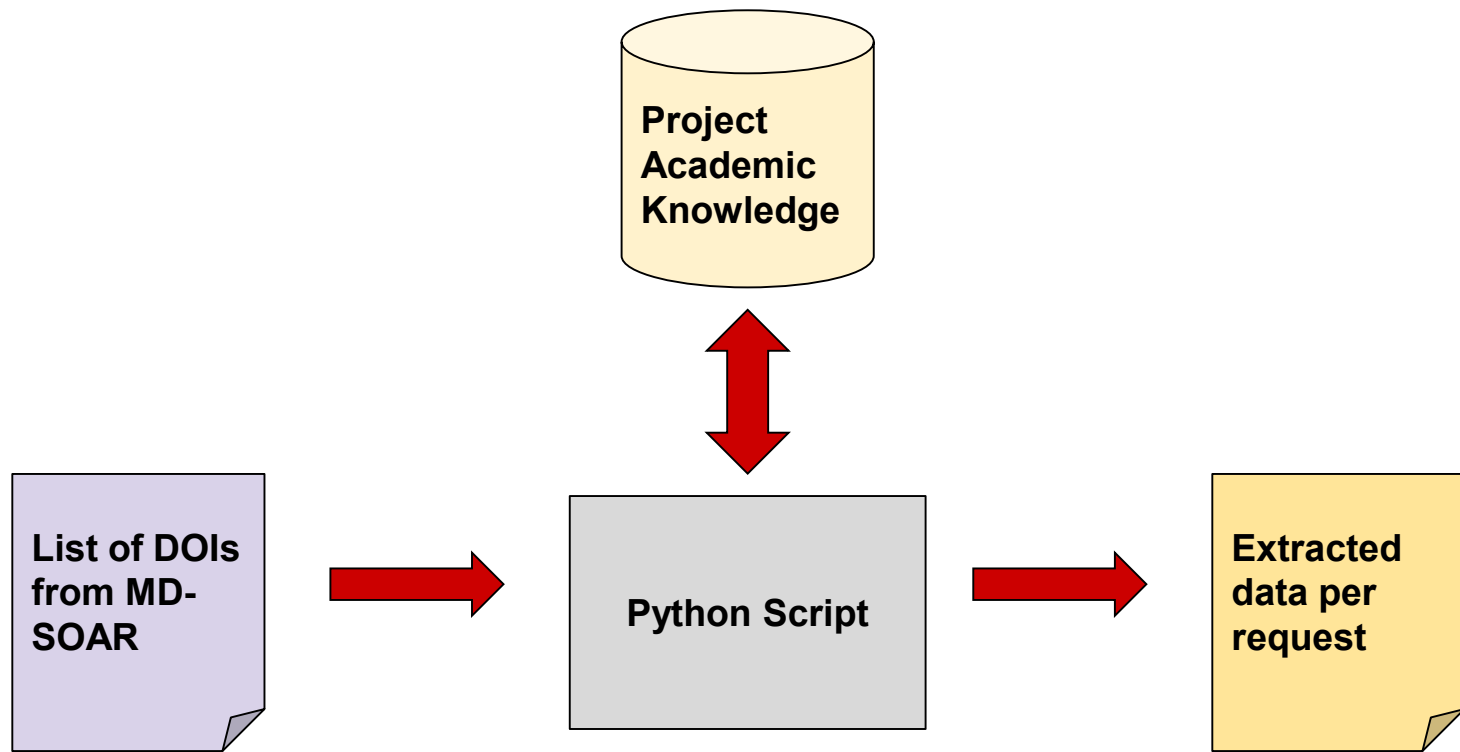 Project
Academic
Knowledge
List of DOIs
from MD-
SOAR
Python Script
Extracted
data per
request